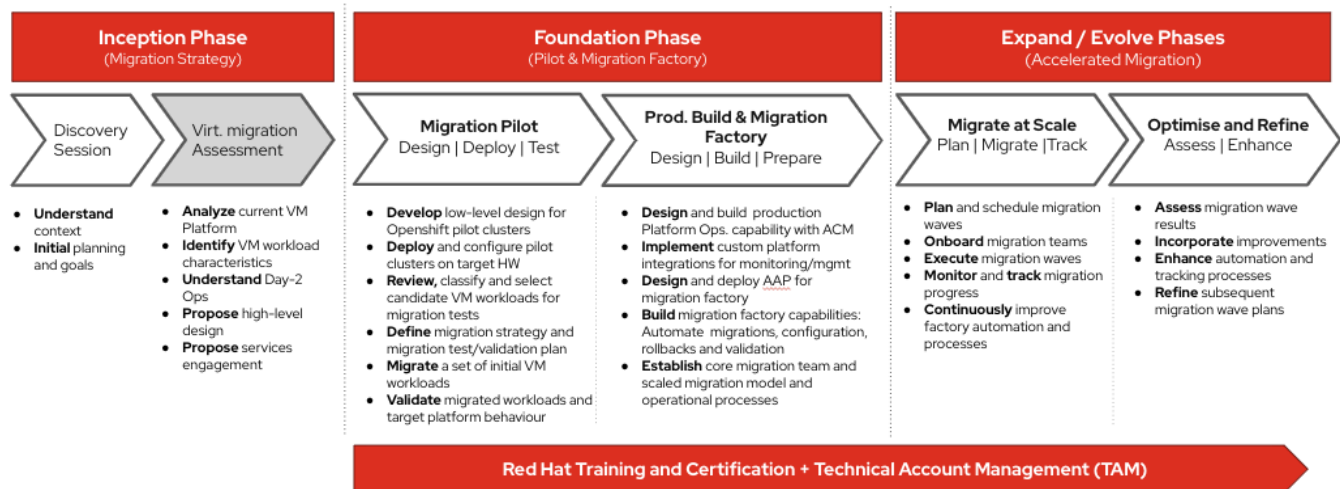 Inception Phase
(Migration Strategy)
Foundation Phase
(Pilot & Migration Factory)
Expand / Evolve Phases
(Accelerated Migration)
Discovery
Session
Virt. migration
Assessment
Migration Pilot
Design | Deploy | Test
Prod. Build & Migration
Factory
Design | Build | Prepare
Migrate at Scale
Plan | Migrate |Track
Optimise and Refine
Assess | Enhance
● Understand
context
● Initial planning
and goals
● Analyze current VM
Platform
● Identify VM workload
characteristics
● Understand Day-2
Ops
● Propose high-level
design
● Propose services
engagement
● Develop low-level design for
Openshift pilot clusters
● Deploy and configure pilot
clusters on target HW
● Review, classify and select
candidate VM workloads for
migration tests
● Define migration strategy and
migration test/validation plan
● Migrate a set of initial VM
workloads
● Validate migrated workloads and
target platform behaviour
● Design and build production
Platform Ops. capability with ACM
● Implement custom platform
integrations for monitoring/mgmt
● Design and deploy AAP for
migration factory
● Build migration factory capabilities:
Automate migrations, configuration,
rollbacks and validation
● Establish core migration team and
scaled migration model and
operational processes
● Plan and schedule migration
waves
● Onboard migration teams
● Execute migration waves
● Monitor and track migration
progress
● Continuously improve
factory automation and
processes
● Assess migration wave
results
● Incorporate improvements
● Enhance automation and
tracking processes
● Refine subsequent
migration wave plans
Red Hat Training and Certification + Technical Account Management (TAM)